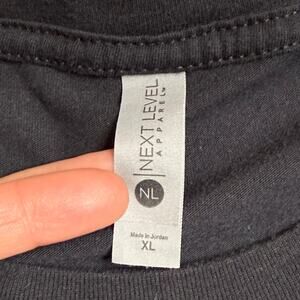 NEXT LEVEL
APPAREL
NL
Made in Jordan
XL